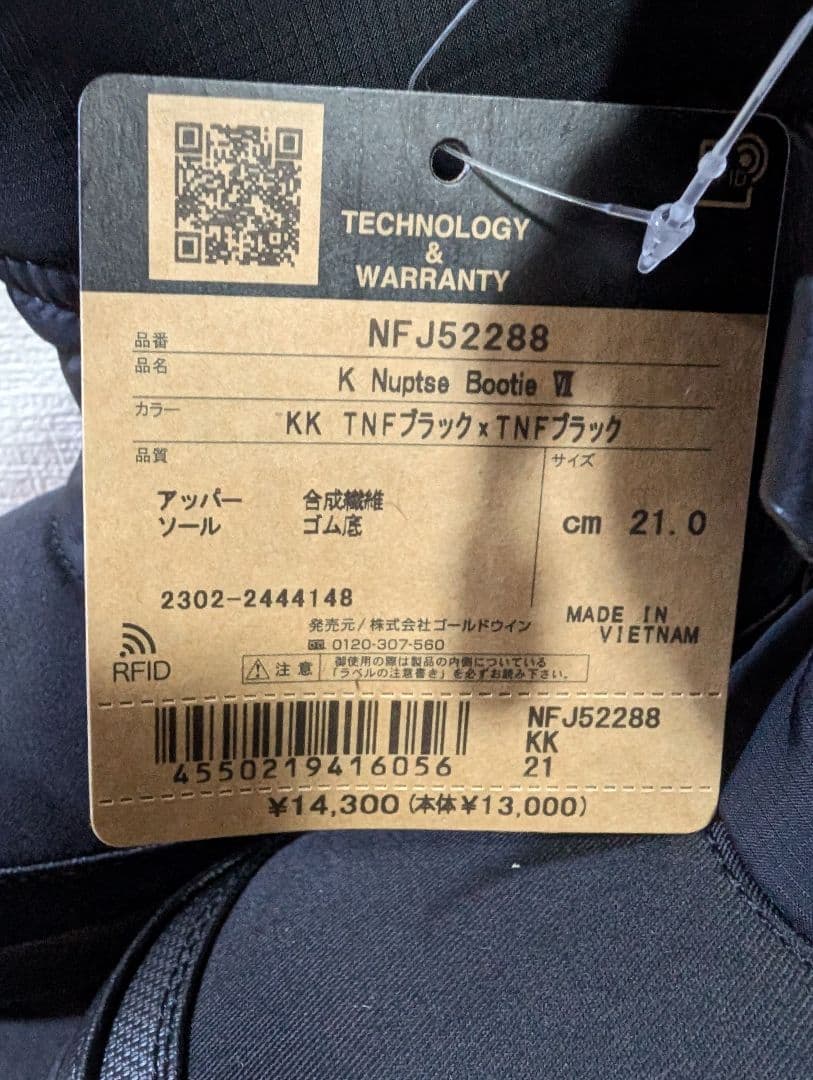 TECHNOLOGY
&
WARRANTY
品番 NFJ52288
品名 K Nuptse Bootie Ⅶ
カラー KK TNFブラック×TNFブラック
品質
サイズ
アッパー 合成繊維
ソール ゴム底
cm 21.0
2302-2444148
発売元/株式会社ゴールドウイン
0120-307-560
MADE IN
VIETNAM
RFID
注意
御使用の際は製品の内側についている
「ラベルの注意書き」を必ずお読み下さい。
NFJ52288
KK
21
4550219416056
¥14,300(本体¥13,000)